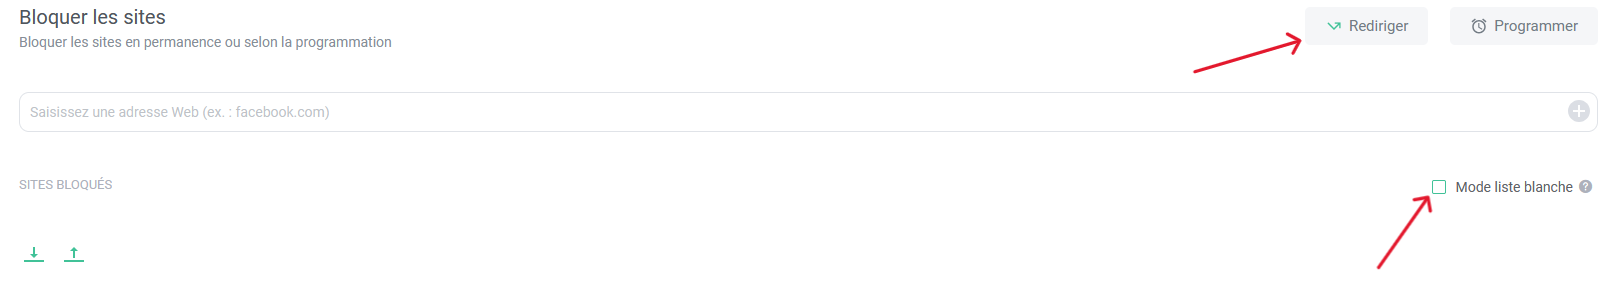 Bloquer les sites
Bloquer les sites en permanence ou selon la programmation
Rediriger
Programmer
Saisissez une adresse Web (ex. : facebook.com)
SITES BLOQUÉS
Mode liste blanche ?